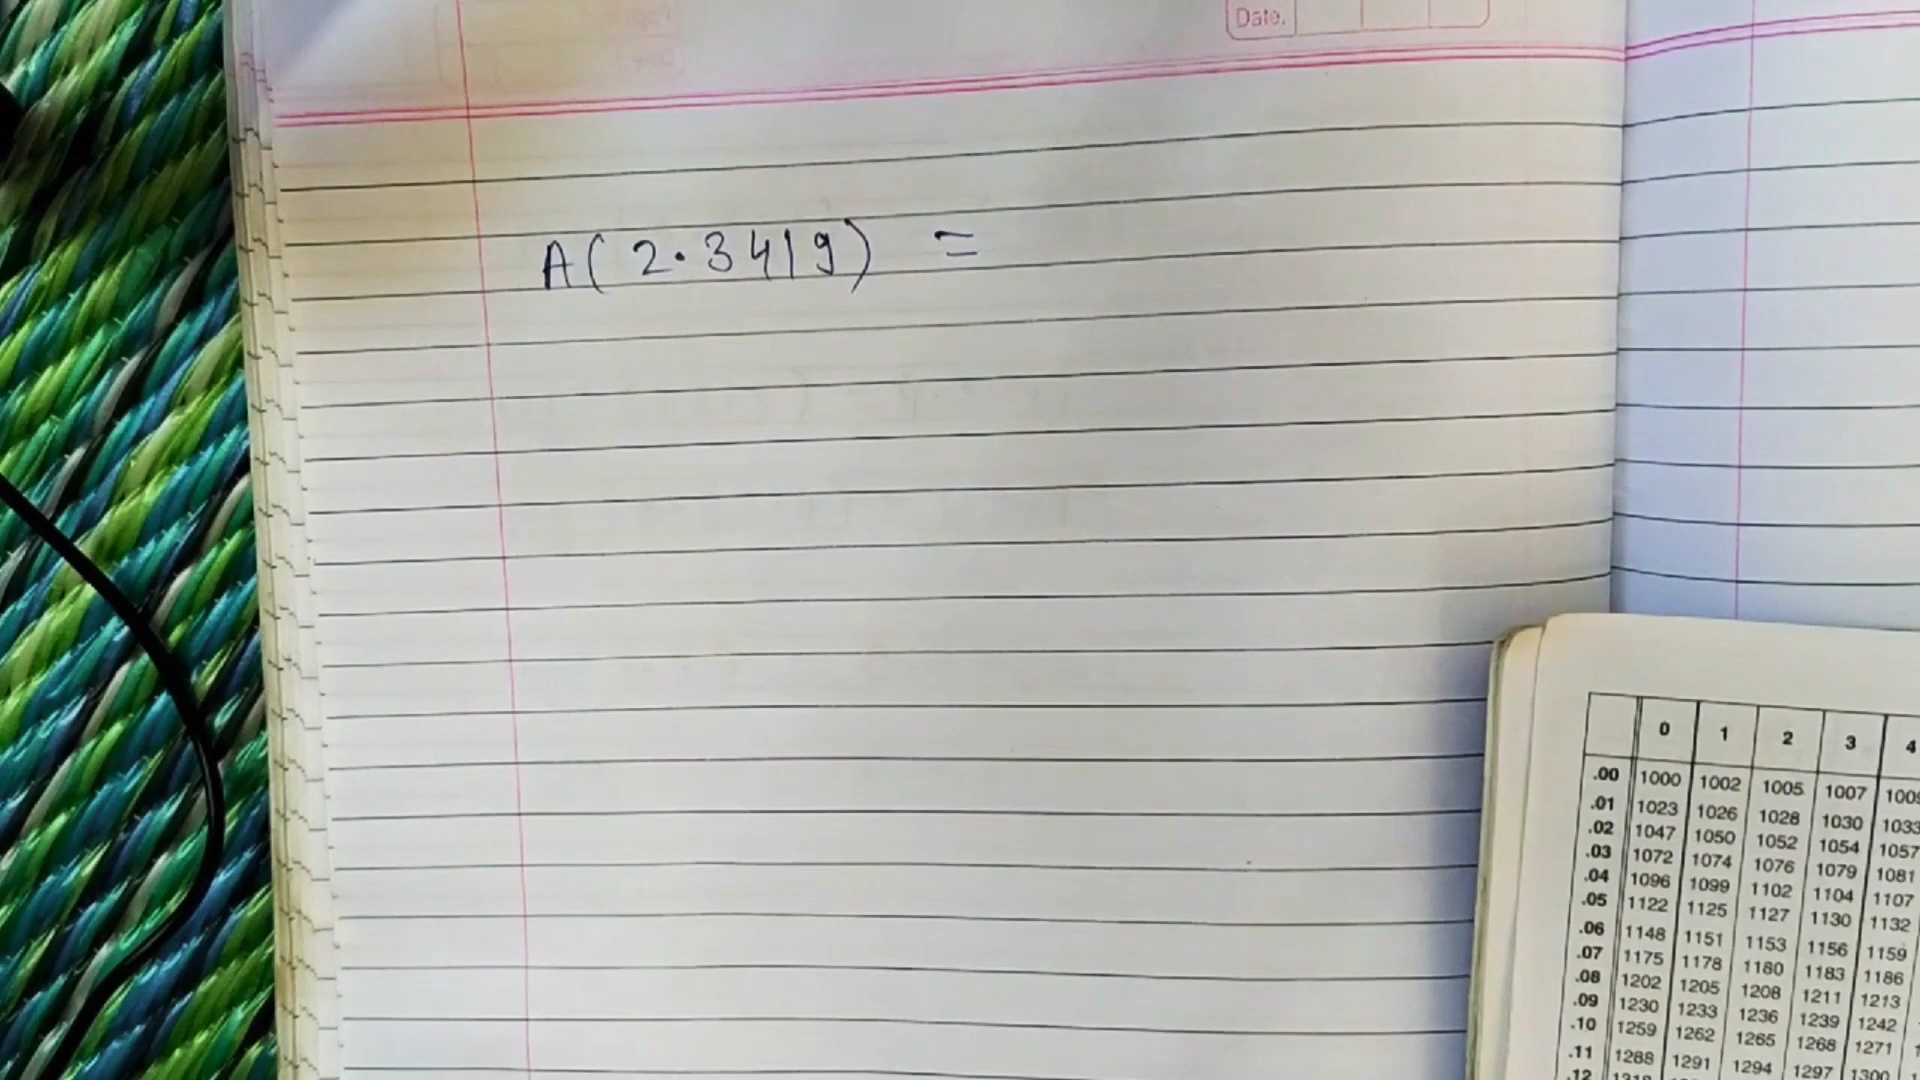 Date.
A(2.3419) =
0 1 2 3 4
.00 1000 1002 1005 1007 1009
.01 1023 1026 1028 1030 1033
.02 1047 1050 1052 1054 1057
.03 1072 1074 1076 1079 1081
.04 1096 1099 1102 1104 1107
.05 1122 1125 1127 1130 1132
.06 1148 1151 1153 1156 1159
.07 1175 1178 1180 1183 1186
.08 1202 1205 1208 1211 1213
.09 1230 1233 1236 1239 1242
.10 1259 1262 1265 1268 1271
.11 1288 1291 1294 1297 1300
.12